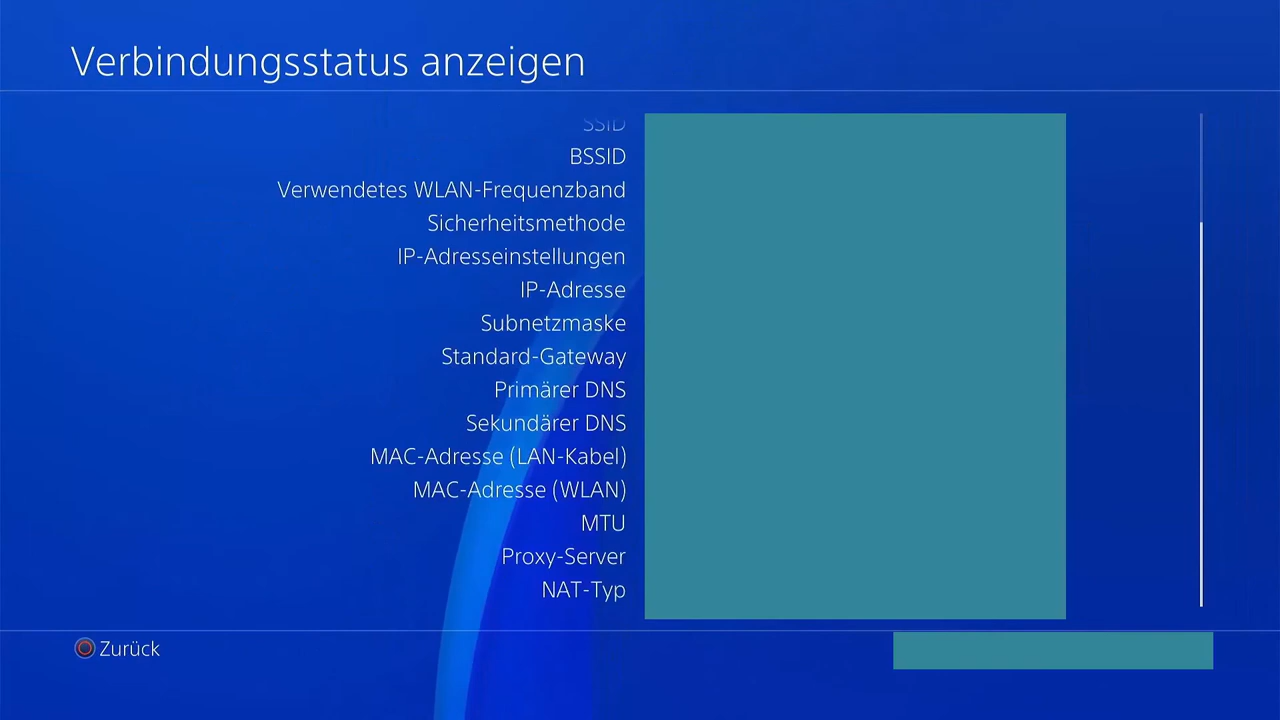 Verbindungsstatus anzeigen
SSID
BSSID
Verwendetes WLAN-Frequenzband
Sicherheitsmethode
IP-Adresseinstellungen
IP-Adresse
Subnetzmaske
Standard-Gateway
Primärer DNS
Sekundärer DNS
MAC-Adresse (LAN-Kabel)
MAC-Adresse (WLAN)
MTU
Proxy-Server
NAT-Typ
Zurück